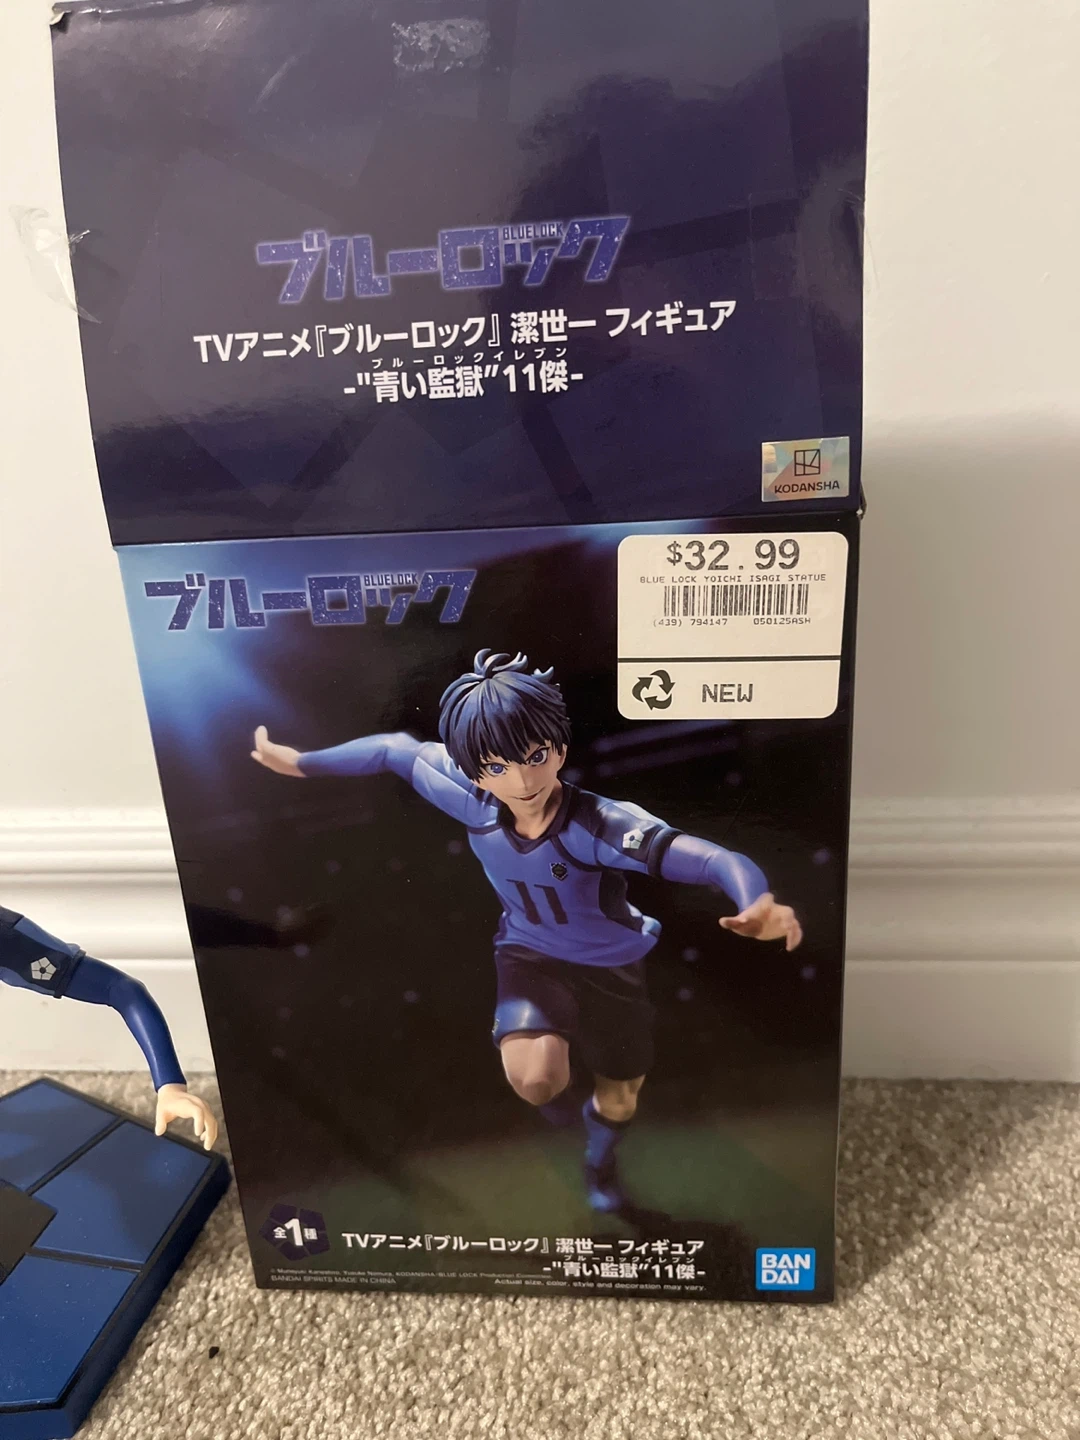 ブルーロック
BLUELOCK
TVアニメ『ブルーロック』潔世一 フィギュア
ブルーロックイレブン
-"青い監獄"11傑-
KODANSHA
ブルーロック
BLUELOCK
$32.99
BLUE LOCK YOICHI ISAGI STATUE
(439) 794147 050125ASH
NEW
11
全1種
TVアニメ『ブルーロック』 潔世一 フィギュア
ブルーロックイレブン
-"青い監獄"11傑-
BANDAI SPIRITS MADE IN CHINA
Actual size, color, style and decoration may vary.
BAN
DAI